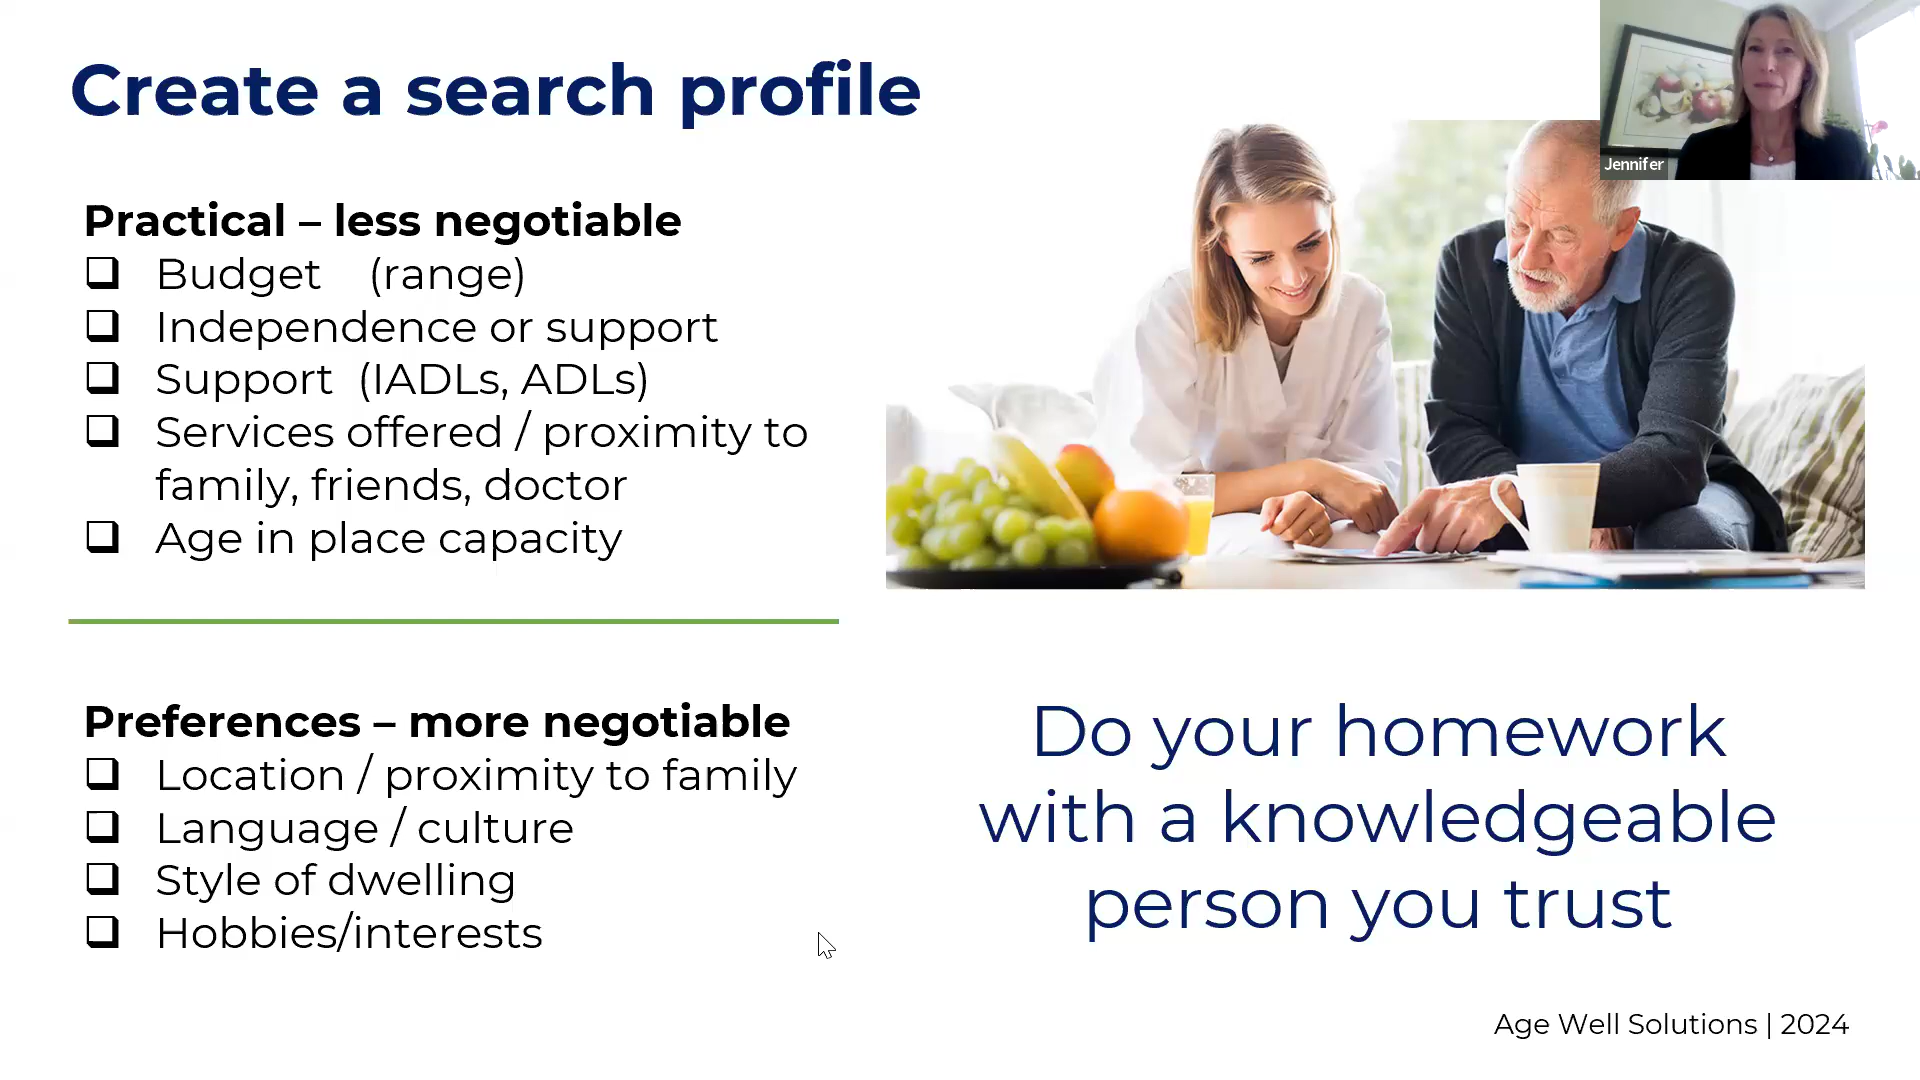 Create a search profile
Jennifer
Practical – less negotiable
❑ Budget (range)
❑ Independence or support
❑ Support (IADLs, ADLs)
❑ Services offered / proximity to
family, friends, doctor
❑ Age in place capacity
Preferences – more negotiable
❑ Location / proximity to family
❑ Language / culture
❑ Style of dwelling
❑ Hobbies/interests
Do your homework
with a knowledgeable
person you trust
Age Well Solutions | 2024